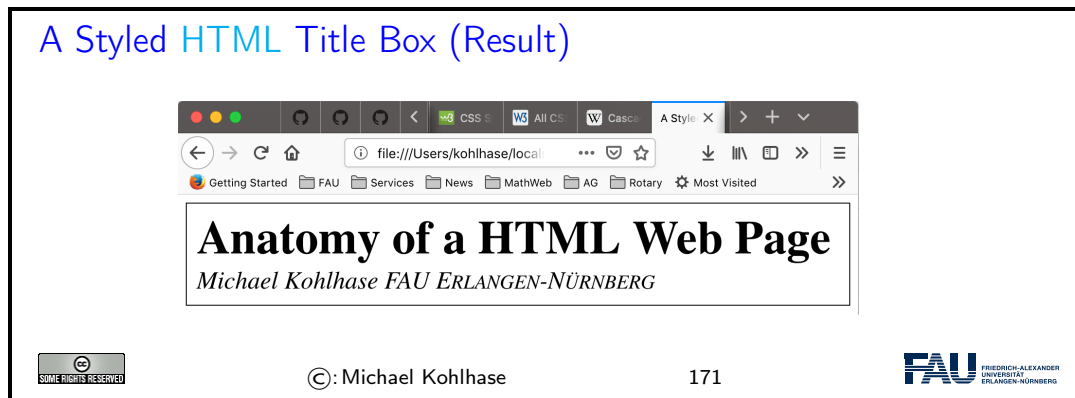 A Styled HTML Title Box (Result)
CSS S All CS Casca A Style
file:///Users/kohlhase/local
Getting Started FAU Services News MathWeb AG Rotary Most Visited
Anatomy of a HTML Web Page
Michael Kohlhase FAU ERLANGEN-NÜRNBERG
cc
SOME RIGHTS RESERVED
©: Michael Kohlhase 171
FAU FRIEDRICH-ALEXANDER
UNIVERSITÄT
ERLANGEN-NÜRNBERG